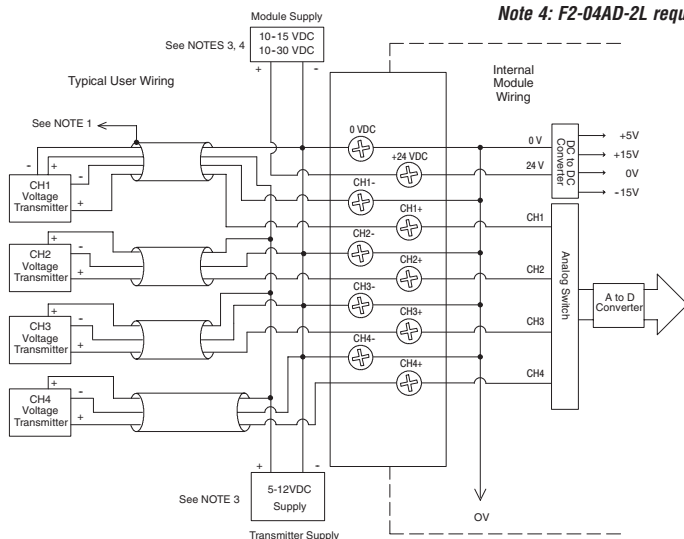 Note 4: F2-04AD-2L requ
Module Supply
10-15 VDC
10-30 VDC
See NOTES 3, 4
+ -
Typical User Wiring
Internal
Module
Wiring
See NOTE 1
0 VDC
0 V
+24 VDC
24 V
DC to DC
Converter
+5V
+15V
0V
-15V
- +
CH1
Voltage
Transmitter
-
+
CH1-
CH1+
CH1
+
CH2
Voltage
Transmitter
-
+
CH2-
CH2+
CH2
+
CH3
Voltage
Transmitter
-
+
CH3-
CH3+
CH3
+
CH4
Voltage
Transmitter
-
+
CH4-
CH4+
CH4
Analog Switch
A to D
Converter
+ -
See NOTE 3
5-12VDC
Supply
Transmitter Supply
OV